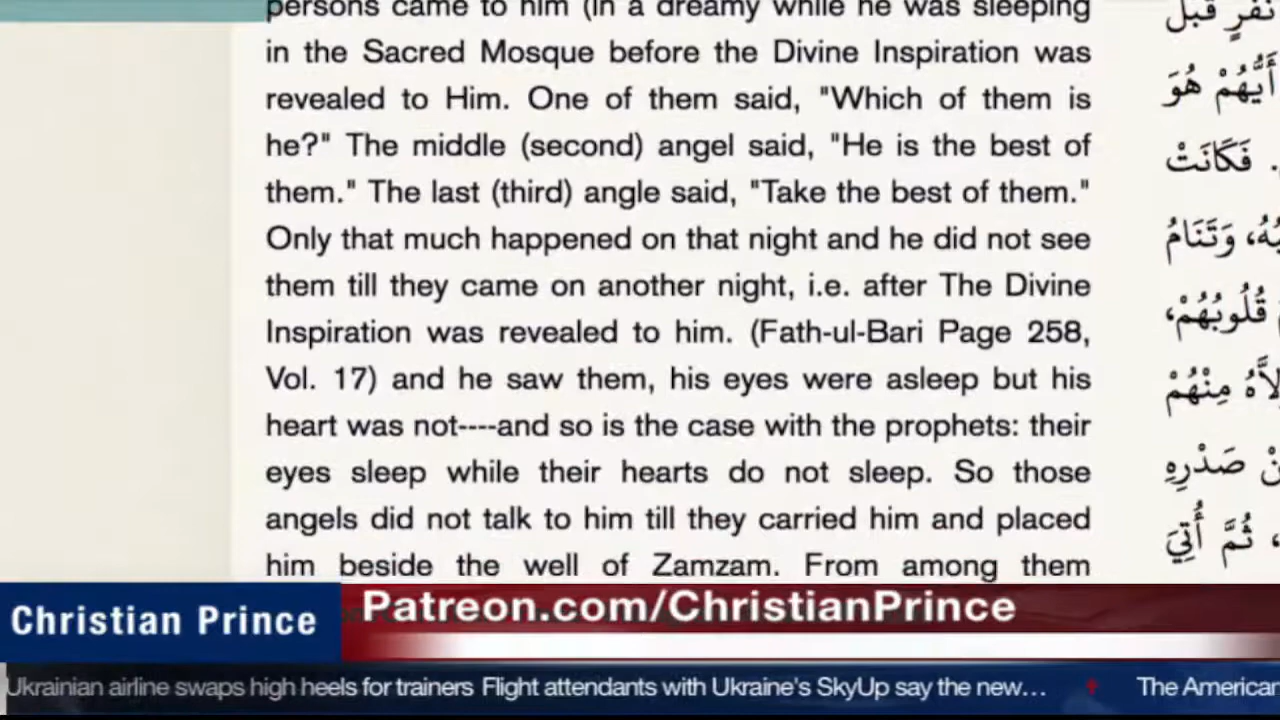 persons came to him (in a dreamy while he was sleeping
in the Sacred Mosque before the Divine Inspiration was
revealed to Him. One of them said, "Which of them is
he?" The middle (second) angel said, "He is the best of
them." The last (third) angle said, "Take the best of them."
Only that much happened on that night and he did not see
them till they came on another night, i.e. after The Divine
Inspiration was revealed to him. (Fath-ul-Bari Page 258,
Vol. 17) and he saw them, his eyes were asleep but his
heart was not----and so is the case with the prophets: their
eyes sleep while their hearts do not sleep. So those
angels did not talk to him till they carried him and placed
him beside the well of Zamzam. From among them
نَفَرٍ قَبْلَ
أَيُّهُمْ هُوَ
فَكَانَتْ
وَتَنَامُ
قُلُوبُهُمْ،
مِنْهُمْ
صَدْرِهِ
ثُمَّ أُتِيَ
Christian Prince
Patreon.com/ChristianPrince
Ukrainian airline swaps high heels for trainers Flight attendants with Ukraine's SkyUp say the new... The American